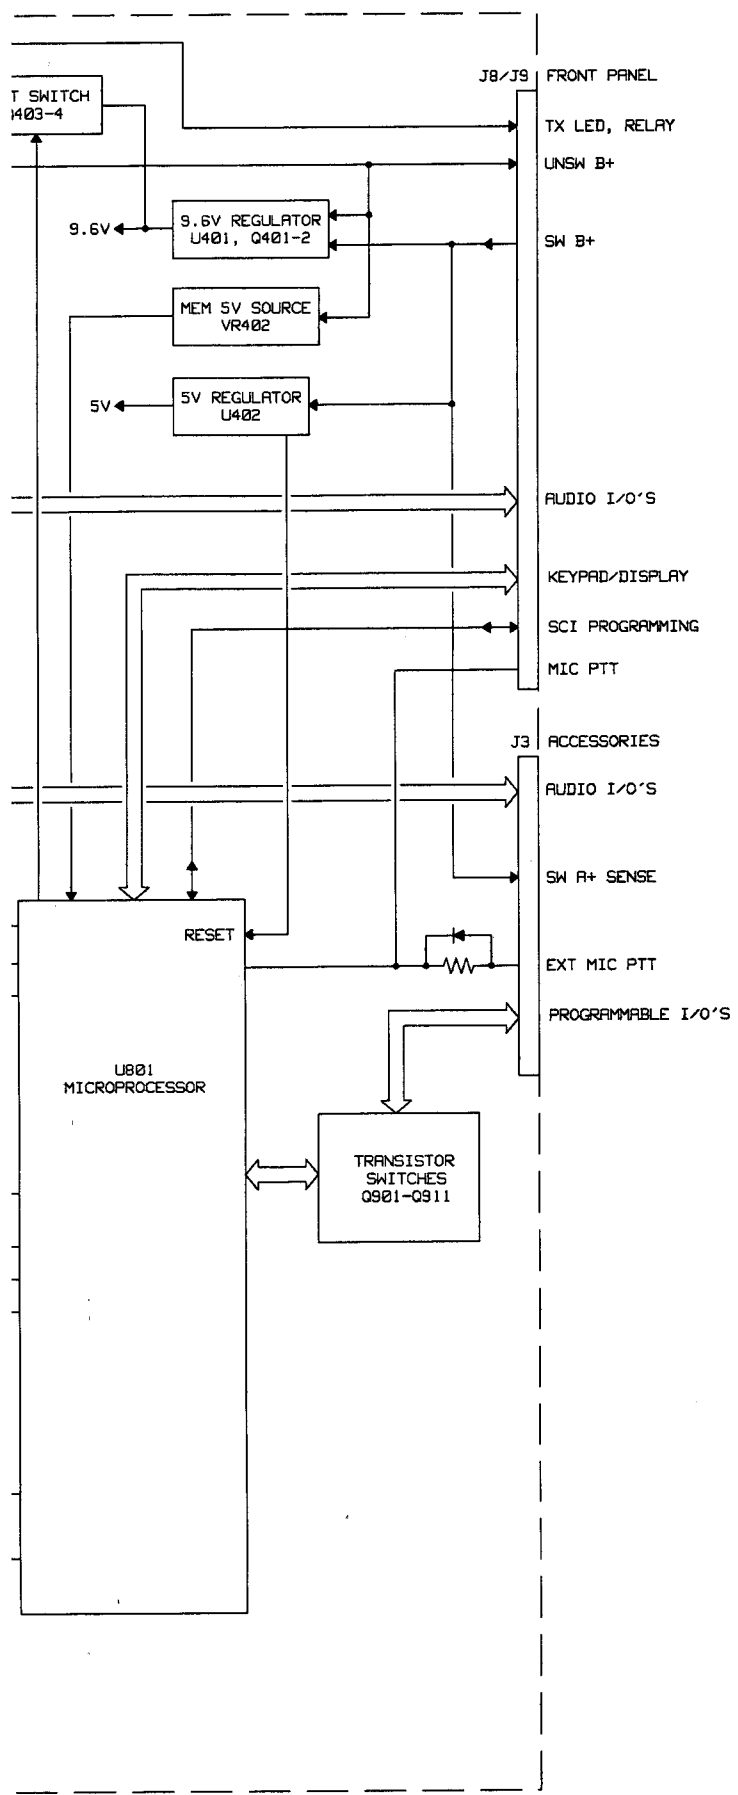 J8/J9 FRONT PANEL
T SWITCH
403-4
TX LED, RELAY
UNSW B+
9.6V
9.6V REGULATOR
U401, Q401-2
SW B+
MEM 5V SOURCE
VR402
5V
5V REGULATOR
U402
AUDIO I/O'S
KEYPAD/DISPLAY
SCI PROGRAMMING
MIC PTT
J3 ACCESSORIES
AUDIO I/O'S
SW A+ SENSE
RESET
EXT MIC PTT
PROGRAMMABLE I/O'S
U801
MICROPROCESSOR
TRANSISTOR
SWITCHES
Q901-Q911